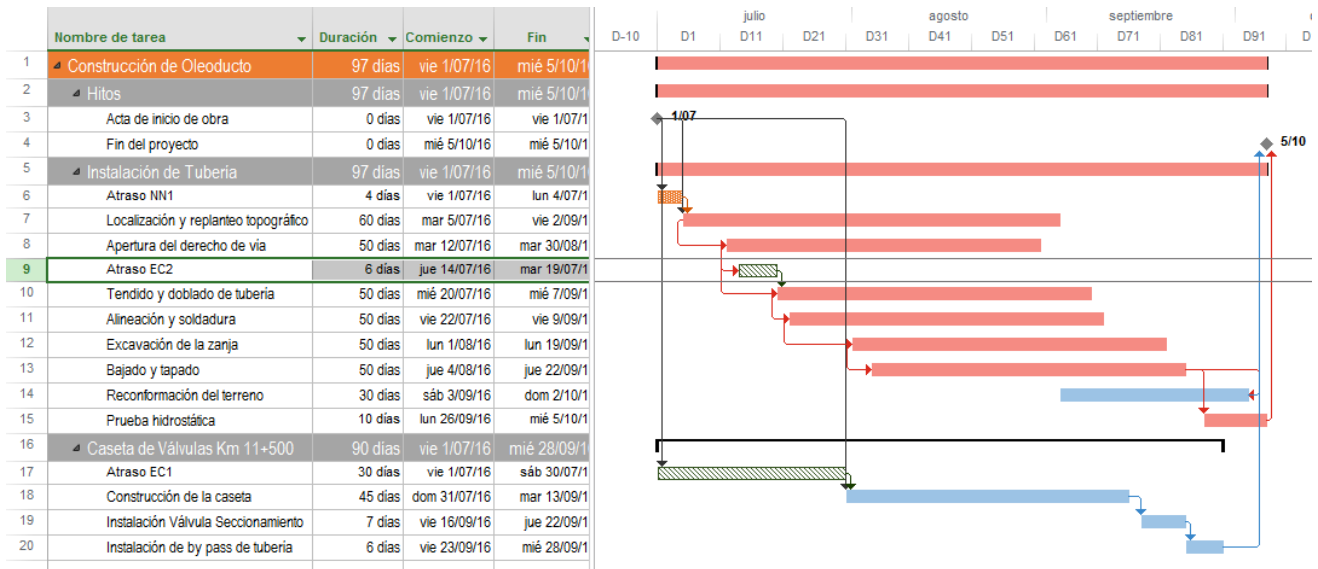 julio agosto septiembre
Nombre de tarea Duración Comienzo Fin D-10 D1 D11 D21 D31 D41 D51 D61 D71 D81 D91 D
1 Construcción de Oleoducto 97 días vie 1/07/16 mié 5/10/1
2 Hitos 97 días vie 1/07/16 mié 5/10/1
3 Acta de inicio de obra 0 días vie 1/07/16 vie 1/07/1 1/07
4 Fin del proyecto 0 días mié 5/10/16 mié 5/10/1 5/10
5 Instalación de Tubería 97 días vie 1/07/16 mié 5/10/1
6 Atraso NN1 4 días vie 1/07/16 lun 4/07/1
7 Localización y replanteo topográfico 60 días mar 5/07/16 vie 2/09/1
8 Apertura del derecho de vía 50 días mar 12/07/16 mar 30/08/1
9 Atraso EC2 6 días jue 14/07/16 mar 19/07/1
10 Tendido y doblado de tubería 50 días mié 20/07/16 mié 7/09/1
11 Alineación y soldadura 50 días vie 22/07/16 vie 9/09/1
12 Excavación de la zanja 50 días lun 1/08/16 lun 19/09/1
13 Bajado y tapado 50 días jue 4/08/16 jue 22/09/1
14 Reconformación del terreno 30 días sáb 3/09/16 dom 2/10/1
15 Prueba hidrostática 10 días lun 26/09/16 mié 5/10/1
16 Caseta de Válvulas Km 11+500 90 días vie 1/07/16 mié 28/09/1
17 Atraso EC1 30 días vie 1/07/16 sáb 30/07/1
18 Construcción de la caseta 45 días dom 31/07/16 mar 13/09/1
19 Instalación Válvula Seccionamiento 7 días vie 16/09/16 jue 22/09/1
20 Instalación de by pass de tubería 6 días vie 23/09/16 mié 28/09/1